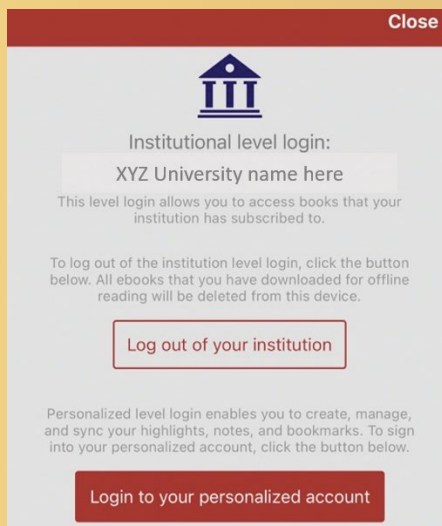 Close
Institutional level login:
XYZ University name here
This level login allows you to access books that your
institution has subscribed to.
To log out of the institution level login, click the button
below. All ebooks that you have downloaded for offline
reading will be deleted from this device.
Log out of your institution
Personalized level login enables you to create, manage,
and sync your highlights, notes, and bookmarks. To sign
into your personalized account, click the button below.
Login to your personalized account